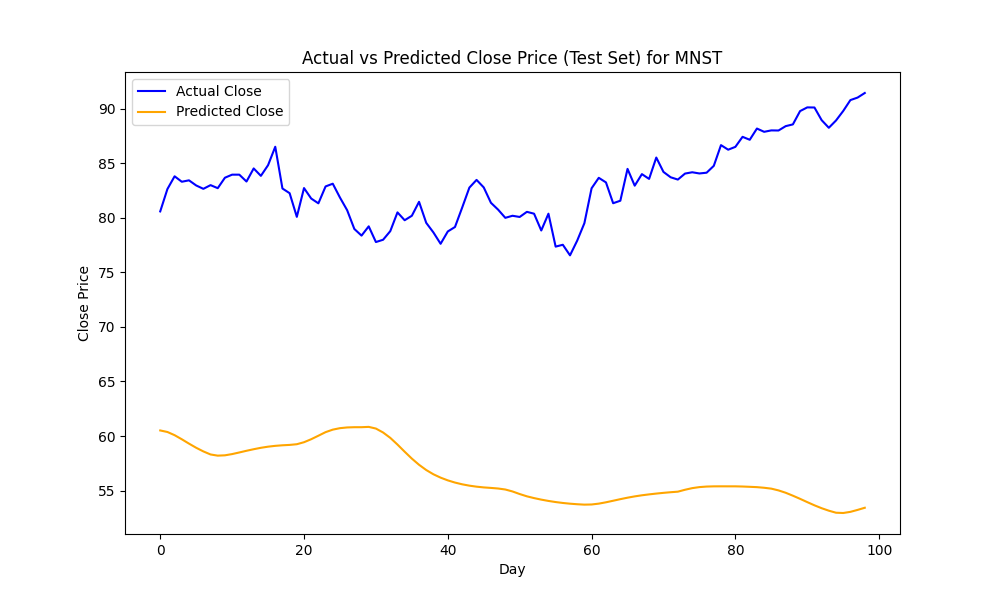 Actual vs Predicted Close Price (Test Set) for MNST
Actual Close
Predicted Close
90
85
80
75
70
65
60
55
Close Price
0 20 40 60 80 100
Day